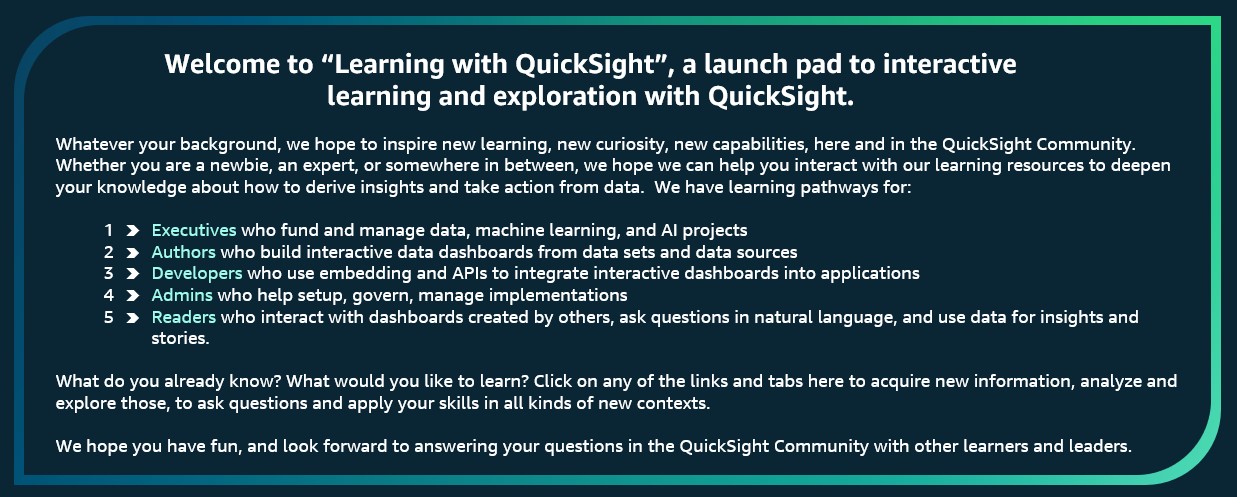 Welcome to “Learning with QuickSight”, a launch pad to interactive
learning and exploration with QuickSight.
Whatever your background, we hope to inspire new learning, new curiosity, new capabilities, here and in the QuickSight Community.
Whether you are a newbie, an expert, or somewhere in between, we hope we can help you interact with our learning resources to deepen
your knowledge about how to derive insights and take action from data.  We have learning pathways for:
1 Executives who fund and manage data, machine learning, and AI projects
2 Authors who build interactive data dashboards from data sets and data sources
3 Developers who use embedding and APIs to integrate interactive dashboards into applications
4 Admins who help setup, govern, manage implementations
5 Readers who interact with dashboards created by others, ask questions in natural language, and use data for insights and
stories.
What do you already know? What would you like to learn? Click on any of the links and tabs here to acquire new information, analyze and
explore those, to ask questions and apply your skills in all kinds of new contexts.
We hope you have fun, and look forward to answering your questions in the QuickSight Community with other learners and leaders.